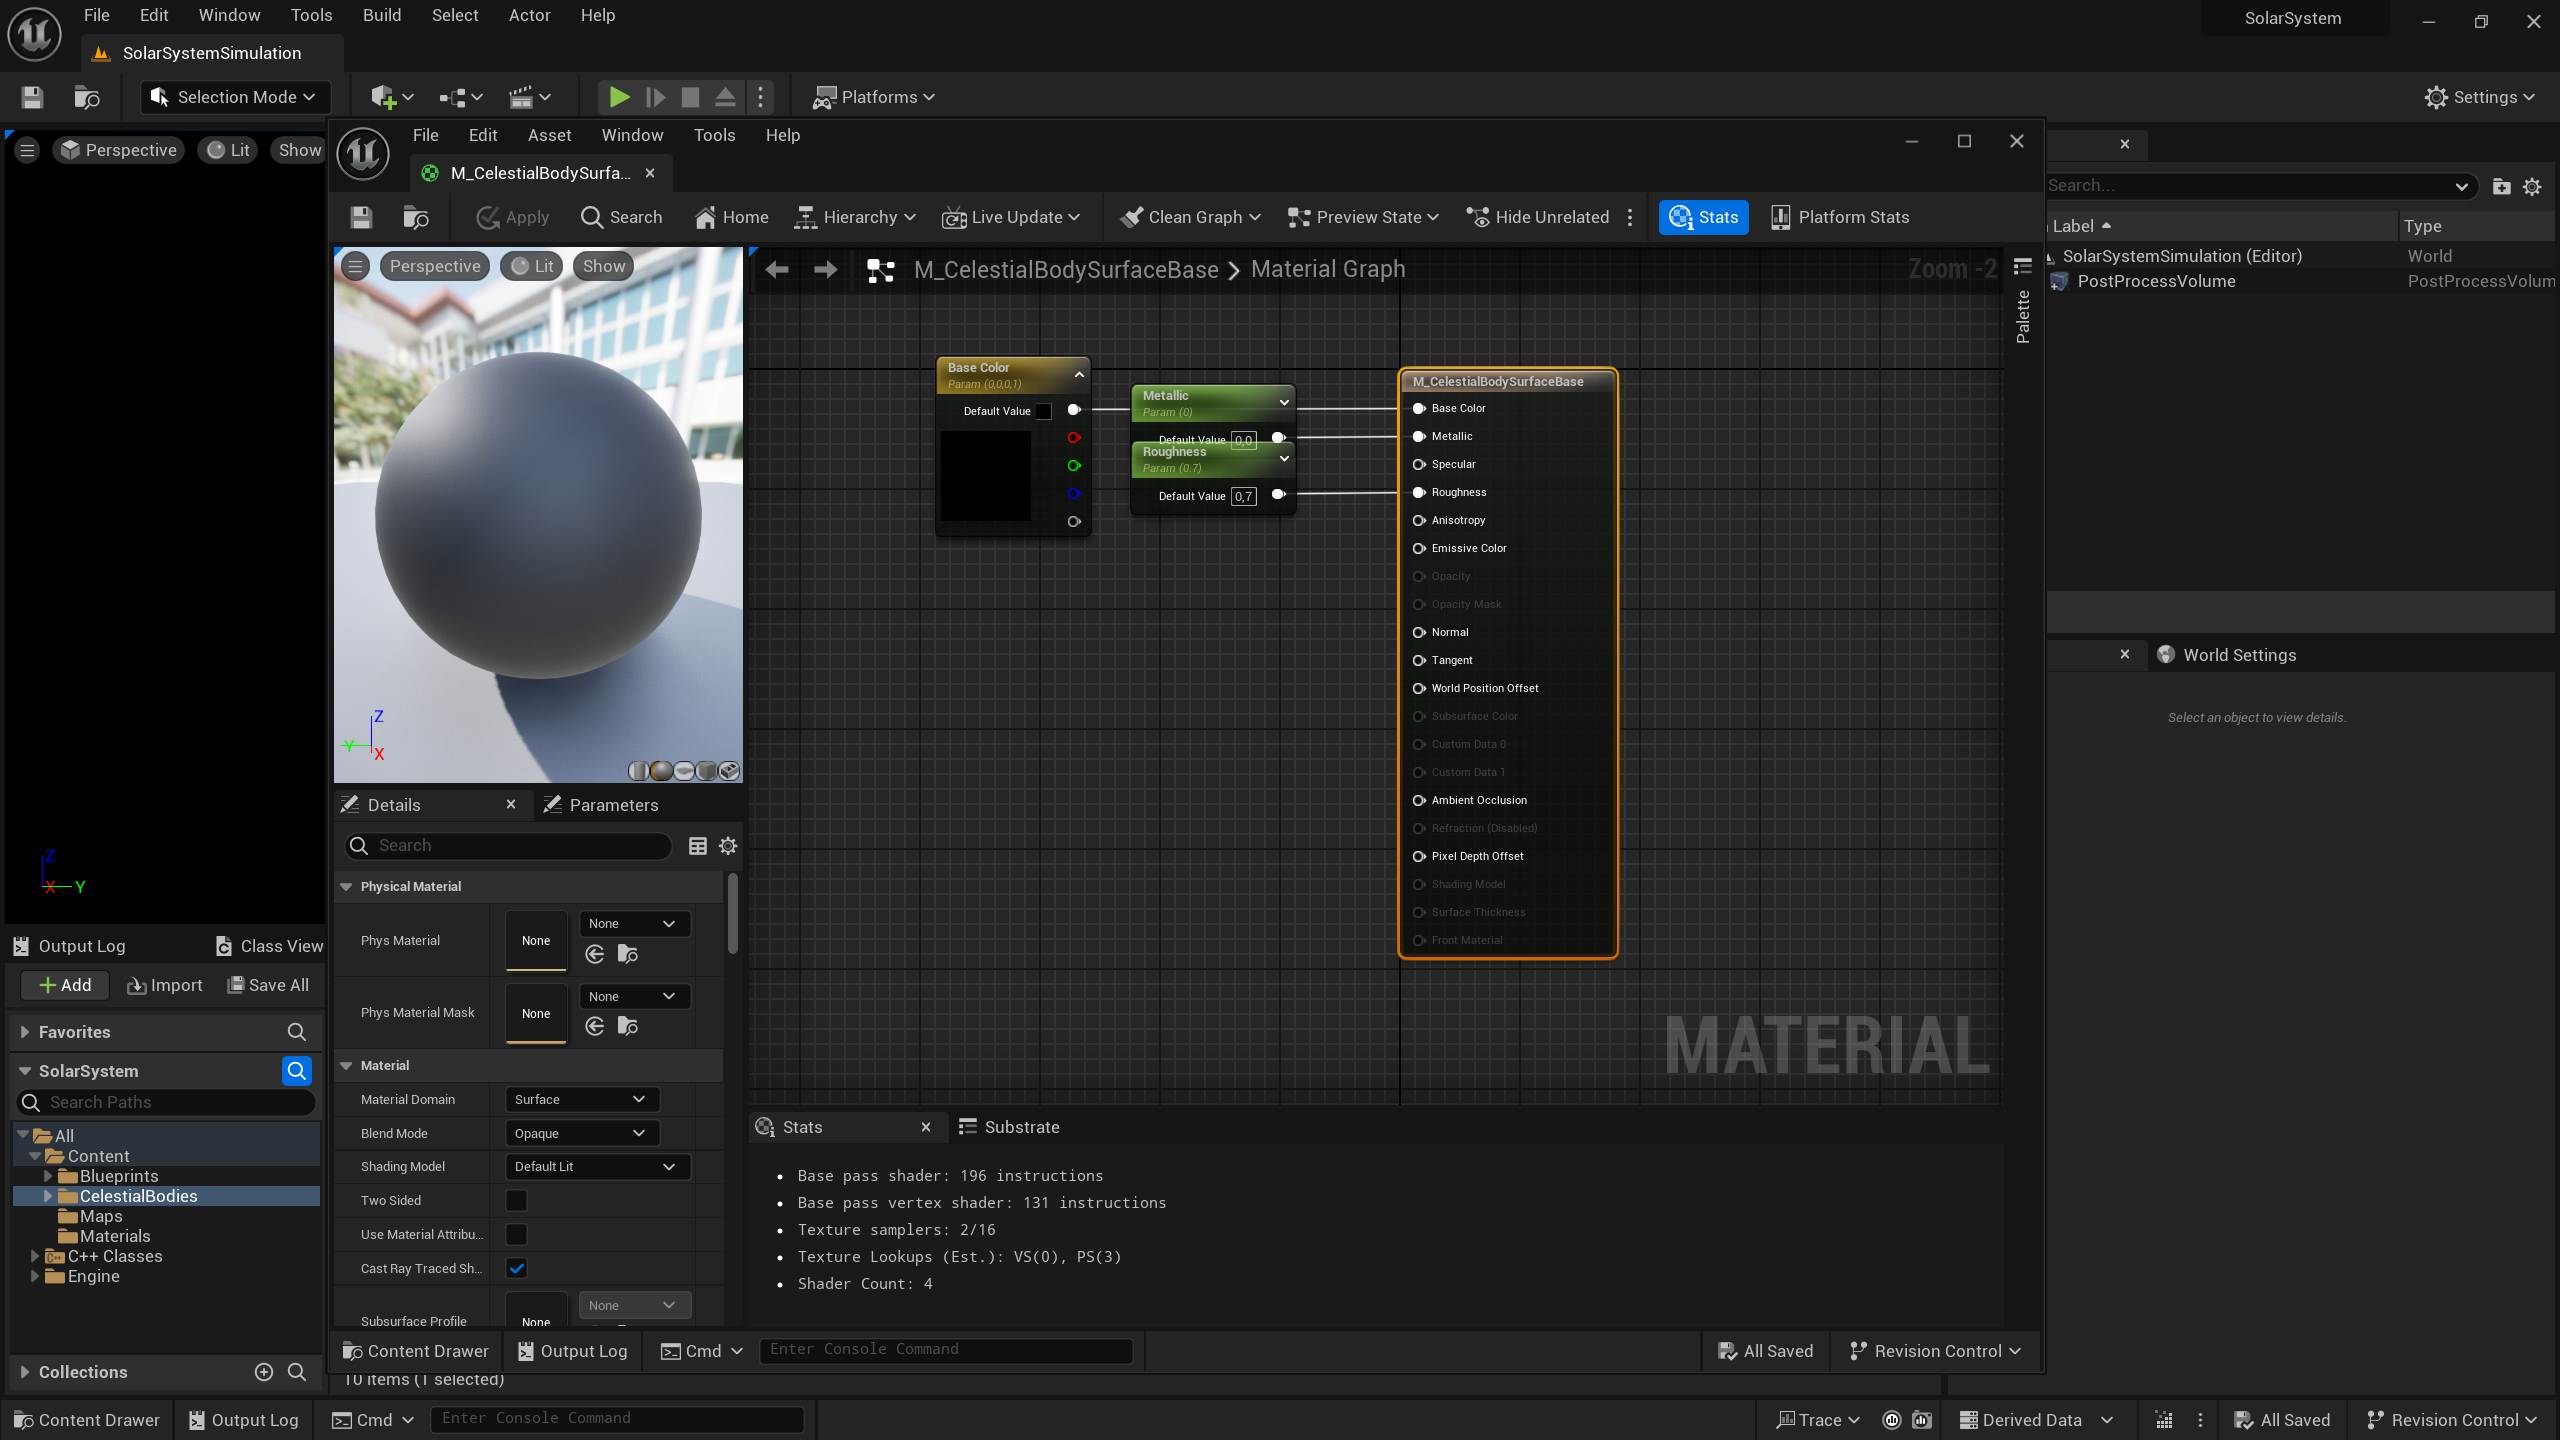 File Edit Window Tools Build Select Actor Help
SolarSystem
SolarSystemSimulation
Selection Mode
Platforms
Settings
Perspective Lit Show
File Edit Asset Window Tools Help
M_CelestialBodySurfa...
Apply Search Home Hierarchy Live Update Clean Graph Preview State Hide Unrelated Stats Platform Stats
Perspective Lit Show
M_CelestialBodySurfaceBase > Material Graph
Zoom -2
Palette
Base Color
Param (0,0,0,1)
Default Value
Metallic
Param (0)
Default Value 0,0
Roughness
Param (0.7)
Default Value 0,7
M_CelestialBodySurfaceBase
Base Color
Metallic
Specular
Roughness
Anisotropy
Emissive Color
Opacity
Opacity Mask
Normal
Tangent
World Position Offset
Subsurface Color
Custom Data 0
Custom Data 1
Ambient Occlusion
Refraction (Disabled)
Pixel Depth Offset
Shading Model
Surface Thickness
Front Material
MATERIAL
Z
Y
X
Details Parameters
Search
Physical Material
Phys Material None None
Phys Material Mask None None
Material
Material Domain Surface
Blend Mode Opaque
Shading Model Default Lit
Two Sided
Use Material Attribu...
Cast Ray Traced Sh...
Subsurface Profile None None
Stats Substrate
Base pass shader: 196 instructions
Base pass vertex shader: 131 instructions
Texture samplers: 2/16
Texture Lookups (Est.): VS(0), PS(3)
Shader Count: 4
Content Drawer Output Log Cmd Enter Console Command All Saved Revision Control
Search...
Label Type
SolarSystemSimulation (Editor) World
PostProcessVolume PostProcessVolum
World Settings
Select an object to view details.
Z
X Y
Output Log Class View
Add Import Save All
Favorites
SolarSystem
Search Paths
All
Content
Blueprints
CelestialBodies
Maps
Materials
C++ Classes
Engine
Collections
10 items (1 selected)
Content Drawer Output Log Cmd Enter Console Command Trace Derived Data All Saved Revision Control